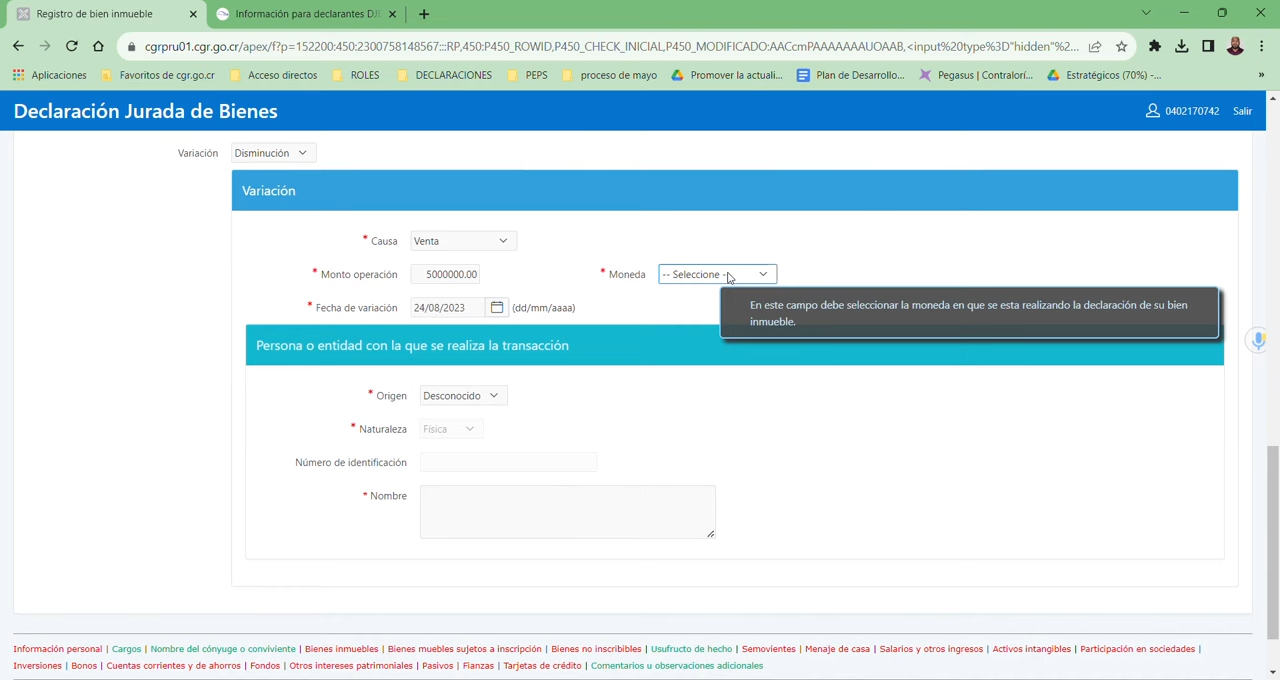 Registro de bien inmueble
Información para declarantes DJ
cgrpru01.cgr.go.cr/apex/f?p=152200:450:2300758148567:::RP,450:P450_ROWID,P450_CHECK_INICIAL,P450_MODIFICADO:AACcmPAAAAAAAUOAAB,<input%20type%3D"hidden"%2...
Aplicaciones
Favoritos de cgr.go.cr
Acceso directos
ROLES
DECLARACIONES
PEPS
proceso de mayo
Promover la actuali...
Plan de Desarrollo...
Pegasus | Contralorí...
Estratégicos (70%) -...
»
Declaración Jurada de Bienes
0402170742
Salir
Variación
Disminución
Variación
* Causa
Venta
* Monto operación
5000000.00
* Moneda
-- Seleccione -
* Fecha de variación
24/08/2023
(dd/mm/aaaa)
En este campo debe seleccionar la moneda en que se esta realizando la declaración de su bien
inmueble.
Persona o entidad con la que se realiza la transacción
* Origen
Desconocido
* Naturaleza
Física
Número de identificación
* Nombre
Información personal | Cargos | Nombre del cónyuge o conviviente | Bienes inmuebles | Bienes muebles sujetos a inscripción | Bienes no inscribibles | Usufructo de hecho | Semovientes | Menaje de casa | Salarios y otros ingresos | Activos intangibles | Participación en sociedades |
Inversiones | Bonos | Cuentas corrientes y de ahorros | Fondos | Otros intereses patrimoniales | Pasivos | Fianzas | Tarjetas de crédito | Comentarios u observaciones adicionales